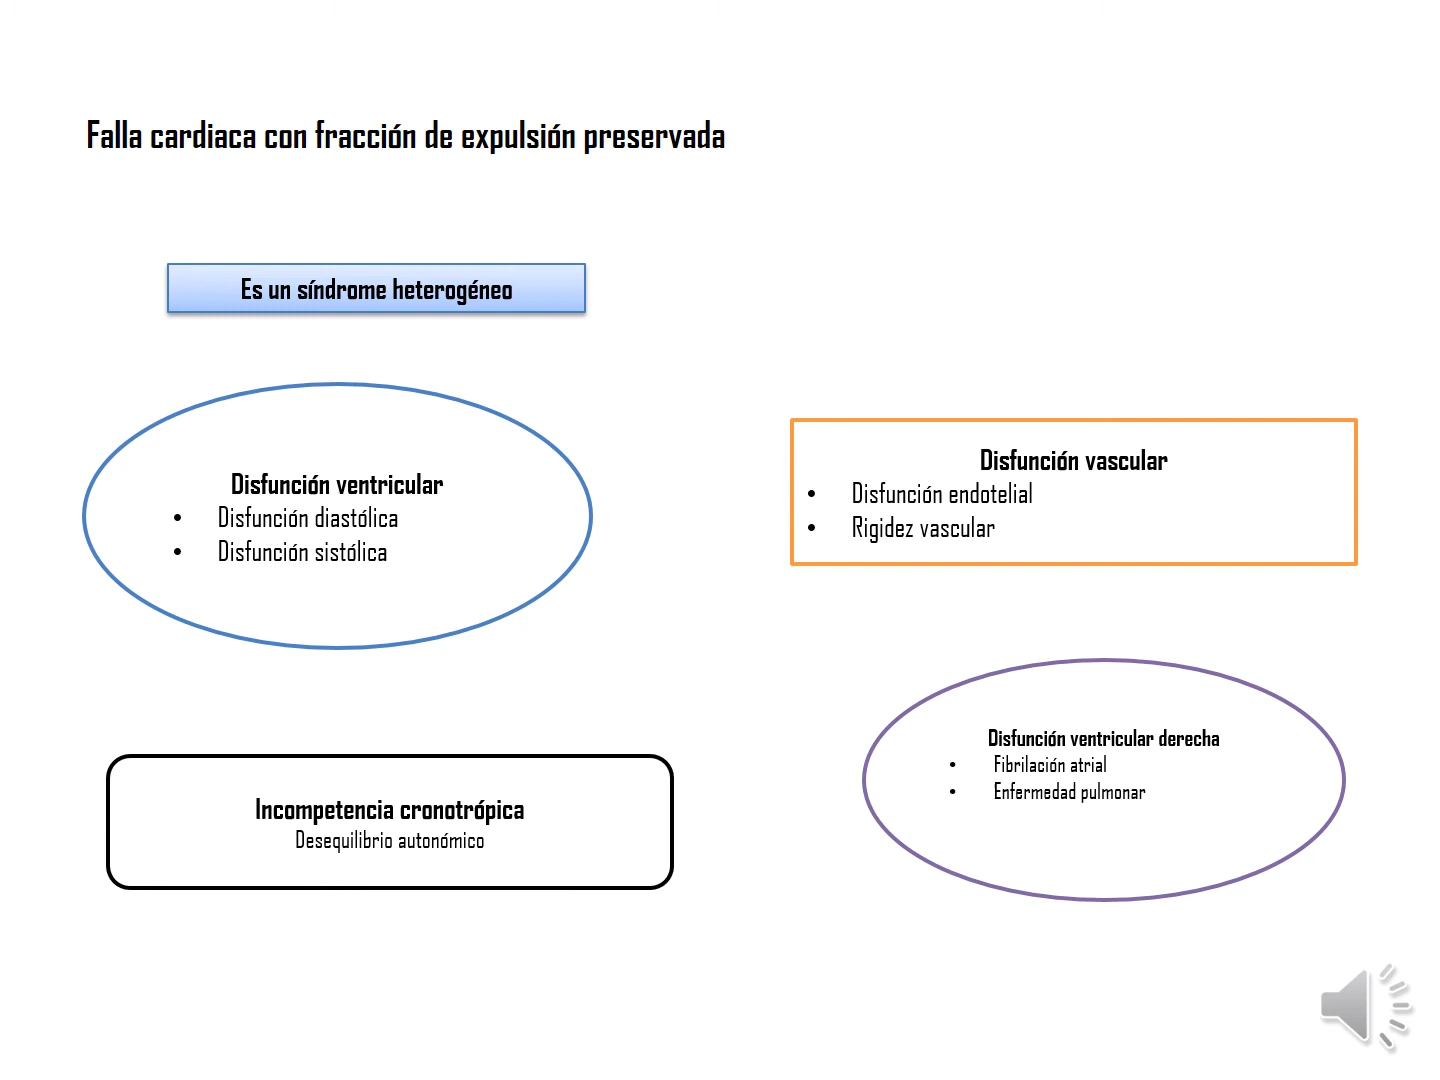 Falla cardiaca con fracción de expulsión preservada
Es un síndrome heterogéneo
Disfunción ventricular
• Disfunción diastólica
• Disfunción sistólica
Disfunción vascular
• Disfunción endotelial
• Rigidez vascular
Incompetencia cronotrópica
Desequilibrio autonómico
Disfunción ventricular derecha
• Fibrilación atrial
• Enfermedad pulmonar